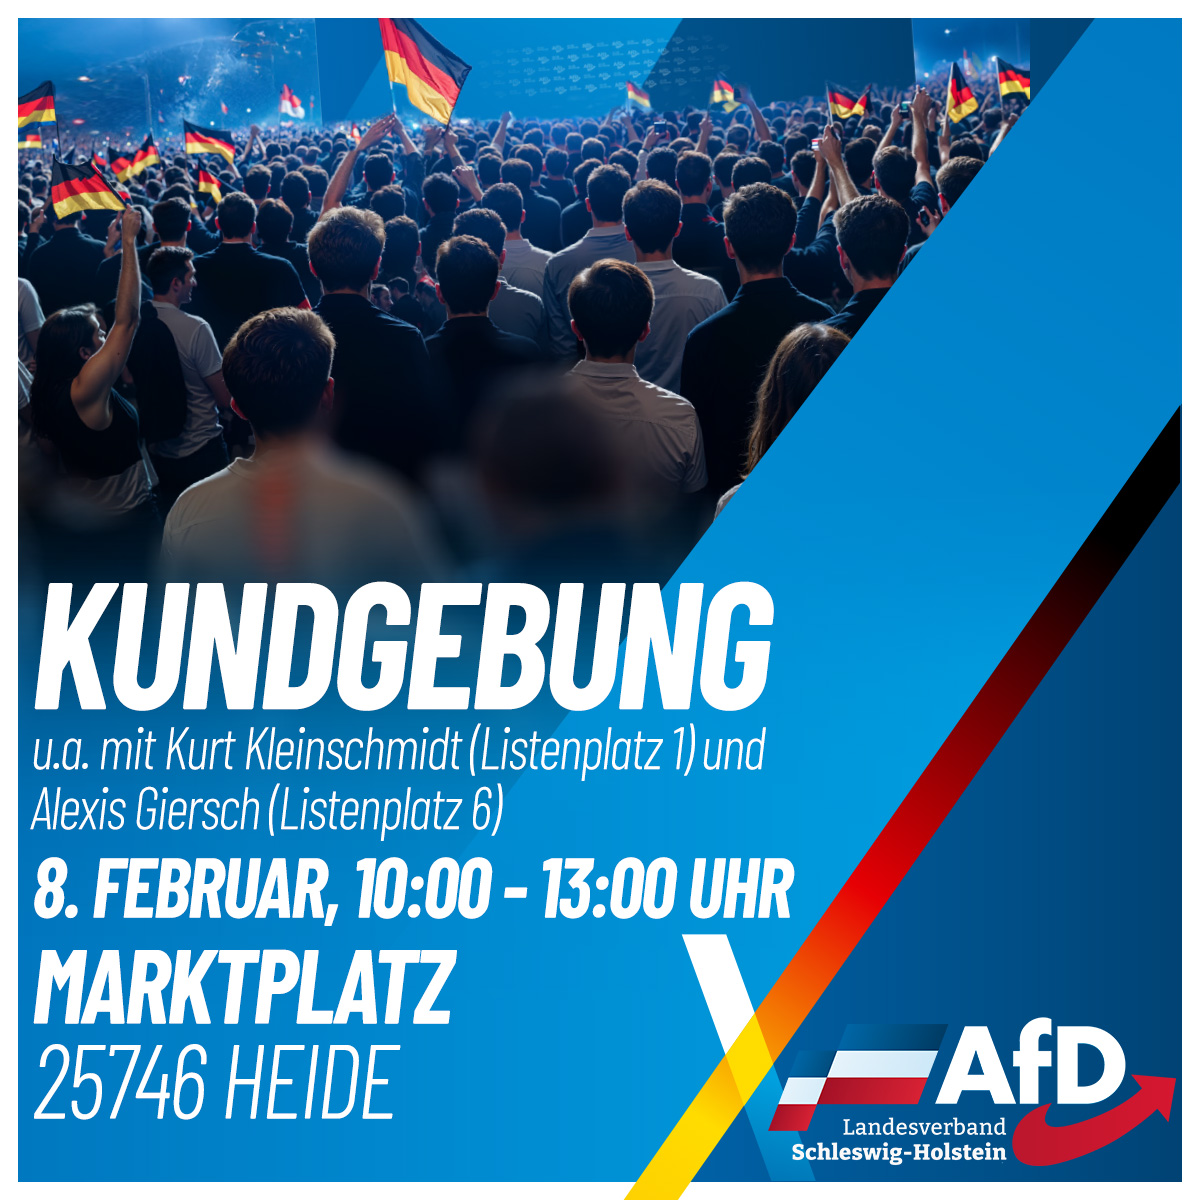 KUNDGEBUNG
u.a. mit Kurt Kleinschmidt (Listenplatz 1) und
Alexis Giersch (Listenplatz 6)
8. FEBRUAR, 10:00 - 13:00 UHR
MARKTPLATZ
25746 HEIDE
AfD
Landesverband
Schleswig-Holstein